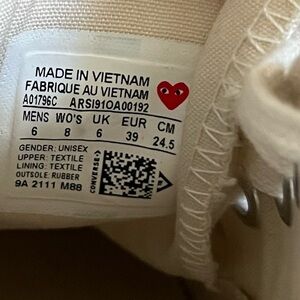 MADE IN VIETNAM
FABRIQUE AU VIETNAM
A01796C ARSI91OA00192
MENS WO'S UK EUR CM
6 8 6 39 24.5
GENDER: UNISEX
UPPER: TEXTILE
LINING: TEXTILE
OUTSOLE: RUBBER
9A 2111 M88
CONVERSE